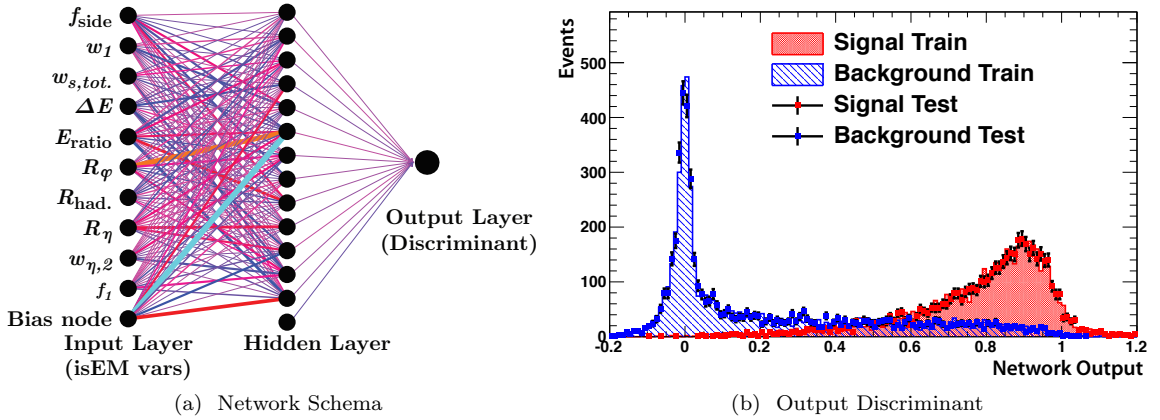 f_side
w_1
w_s,tot.
ΔE
E_ratio
R_φ
R_had.
R_η
w_η,2
f_1
Bias node
Input Layer
(isEM vars)
Hidden Layer
Output Layer
(Discriminant)
(a) Network Schema
Events
500
400
300
200
100
0
-0.2 0 0.2 0.4 0.6 0.8 1 1.2
Network Output
Signal Train
Background Train
Signal Test
Background Test
(b) Output Discriminant